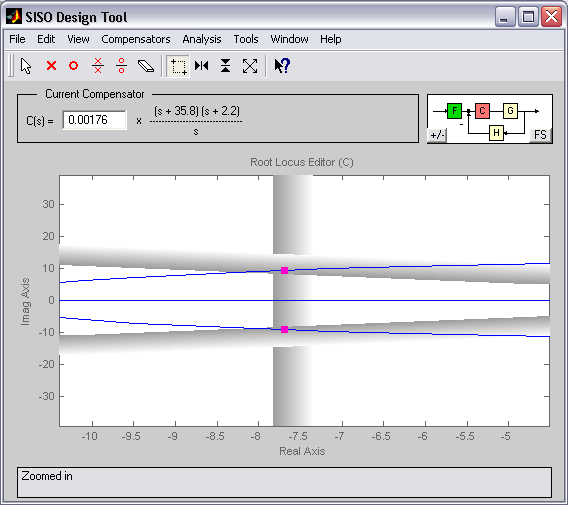 SISO Design Tool
File Edit View Compensators Analysis Tools Window Help
Current Compensator
C(s) = 0.00176 x (s + 35.8) (s + 2.2)
s
F C G
H
+/- FS
Root Locus Editor (C)
30
20
10
0
-10
-20
-30
Imag Axis
-10 -9.5 -9 -8.5 -8 -7.5 -7 -6.5 -6 -5.5 -5
Real Axis
Zoomed in